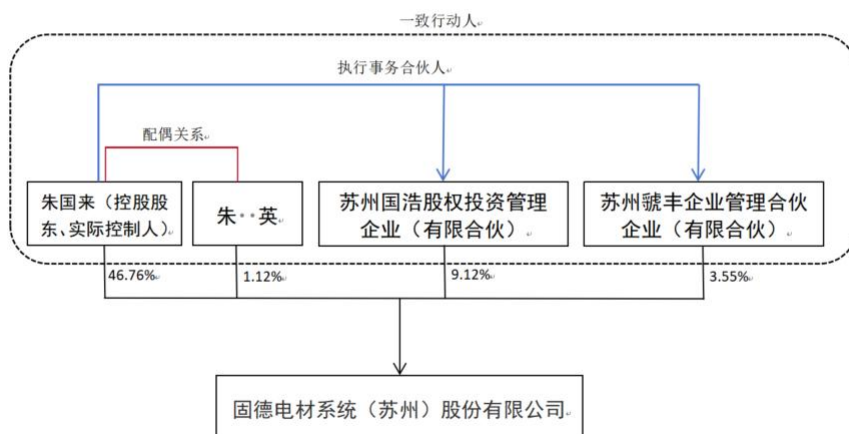 一致行动人
执行事务合伙人
配偶关系
朱国来（控股股
东、实际控制人）
朱**英
苏州国浩股权投资管理
企业（有限合伙）
苏州虢丰企业管理合伙
企业（有限合伙）
46.76%
1.12%
9.12%
3.55%
固德电材系统（苏州）股份有限公司